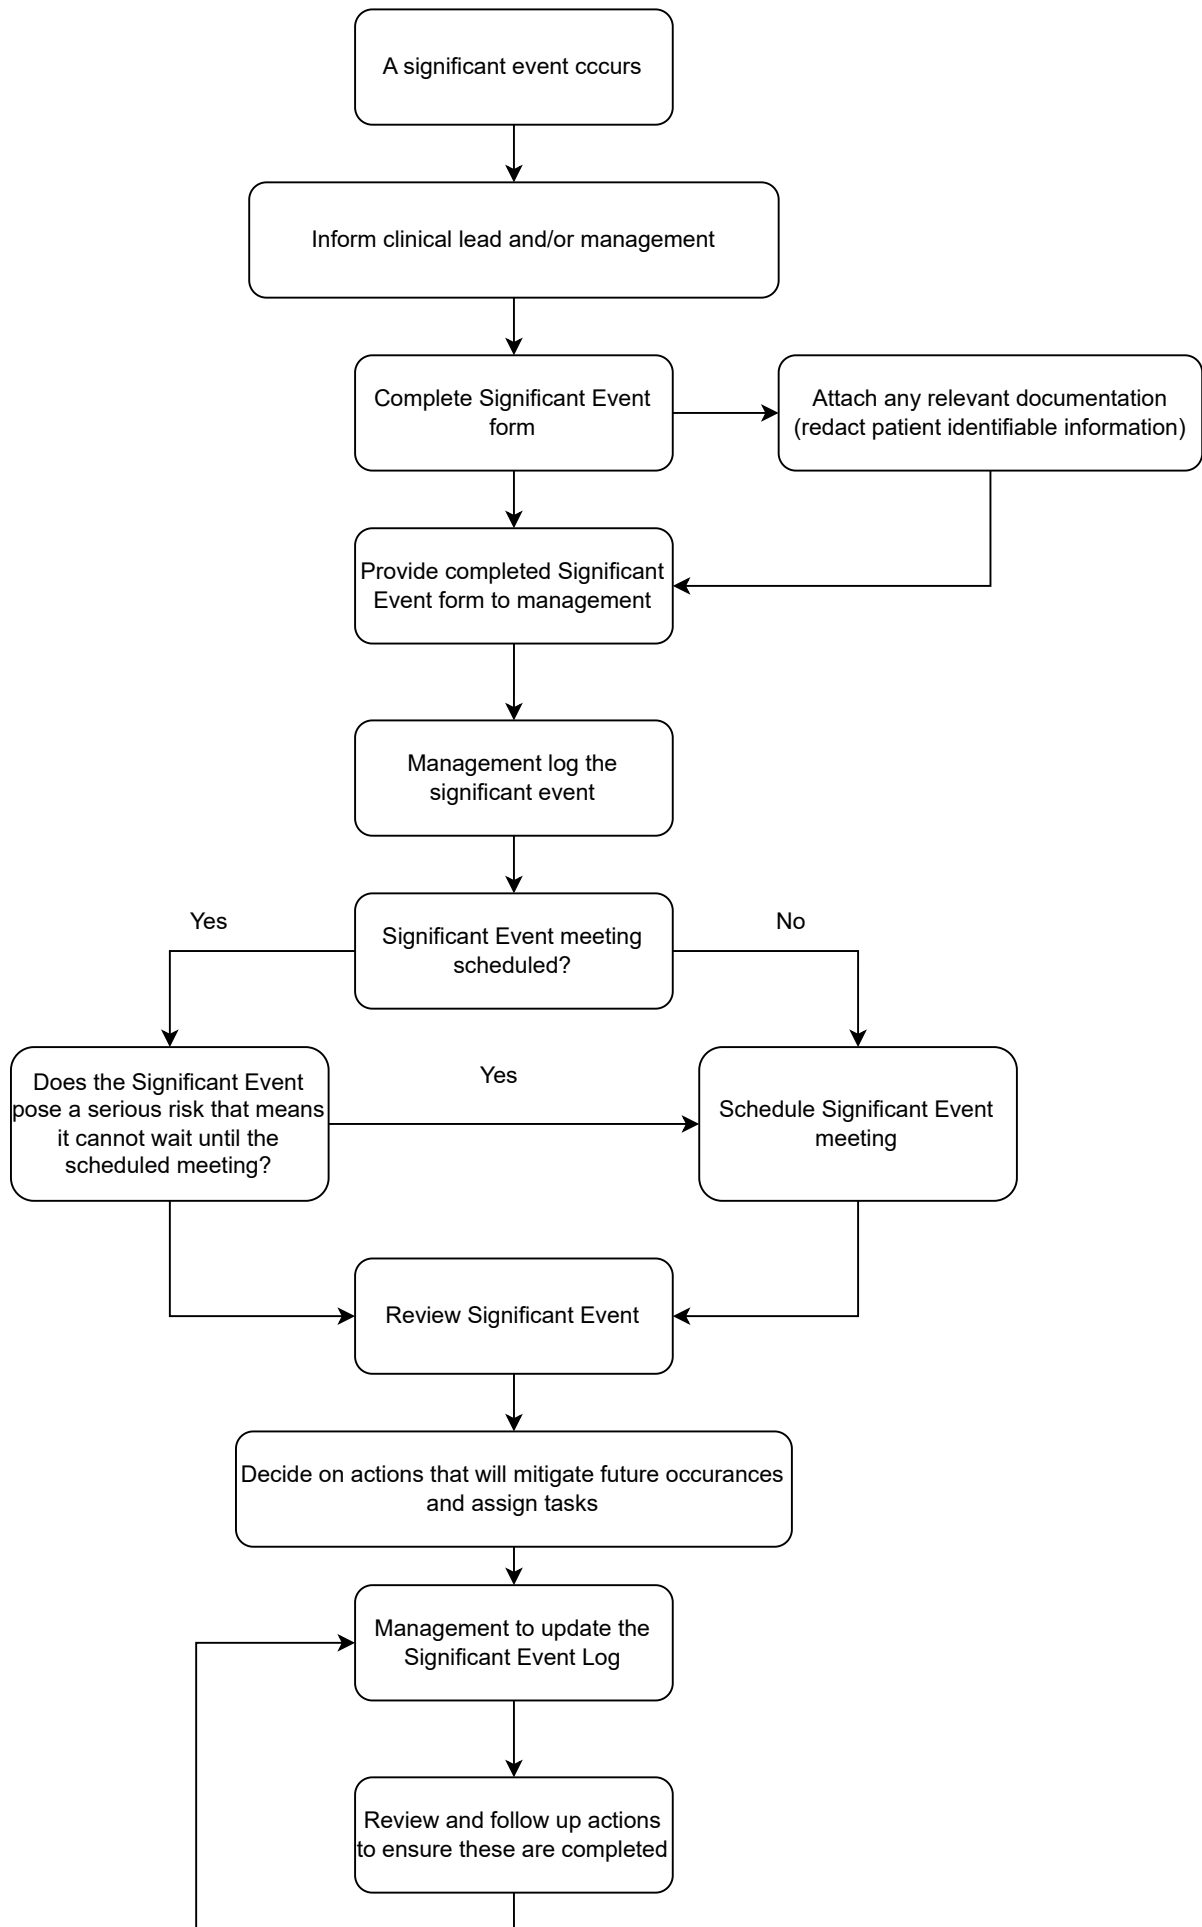 A significant event cccurs
Inform clinical lead and/or management
Complete Significant Event
form
Attach any relevant documentation
(redact patient identifiable information)
Provide completed Significant
Event form to management
Management log the
significant event
Yes
No
Significant Event meeting
scheduled?
Does the Significant Event
pose a serious risk that means
it cannot wait until the
scheduled meeting?
Yes
Schedule Significant Event
meeting
Review Significant Event
Decide on actions that will mitigate future occurances
and assign tasks
Management to update the
Significant Event Log
Review and follow up actions
to ensure these are completed